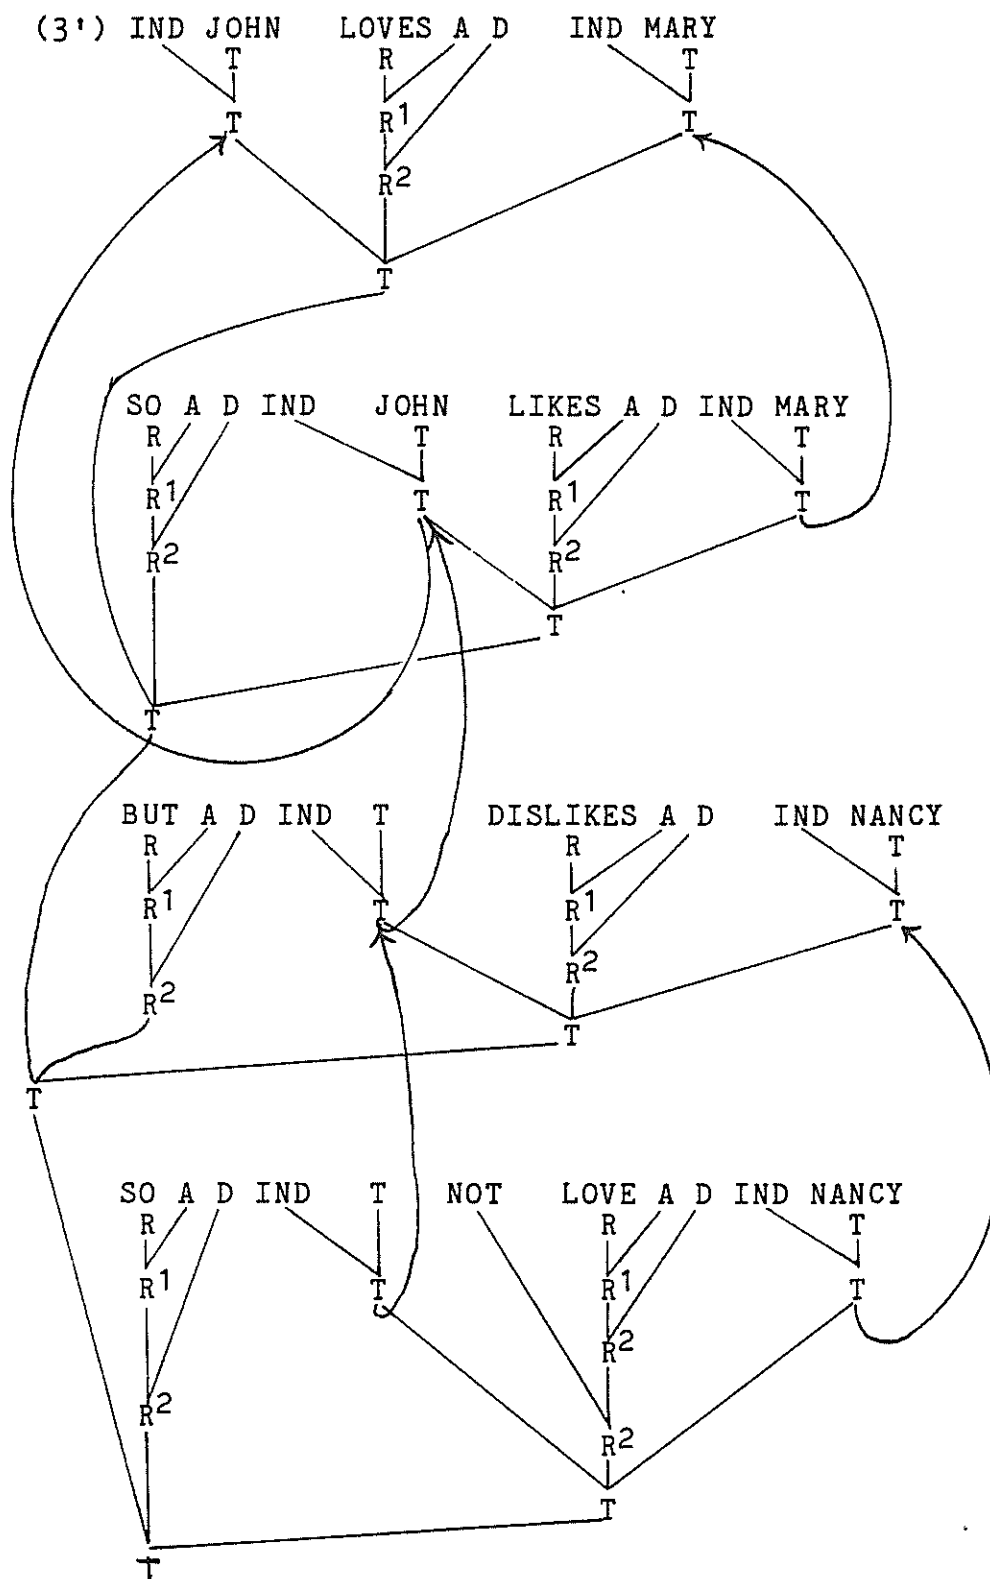 (3') IND JOHN LOVES A D IND MARY
T R T
T R1 T
R2
T
SO A D IND JOHN LIKES A D IND MARY
R T R T
R1 T R1 T
R2 R2
T
T
BUT A D IND T DISLIKES A D IND NANCY
R R T
R1 T R1 T
R2
R2
T
T
SO A D IND T NOT LOVE A D IND NANCY
R R T
R1 T R1 T
R2
R2
R2
T
T